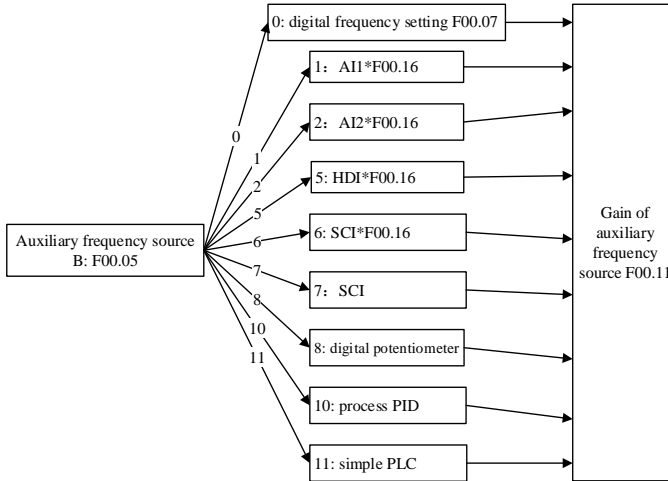 0: digital frequency setting F00.07
1：AI1*F00.16
2：AI2*F00.16
5: HDI*F00.16
6: SCI*F00.16
7：SCI
8: digital potentiometer
10: process PID
11: simple PLC
0
1
2
5
6
7
8
10
11
Auxiliary frequency source
B: F00.05
Gain of
auxiliary
frequency
source F00.11